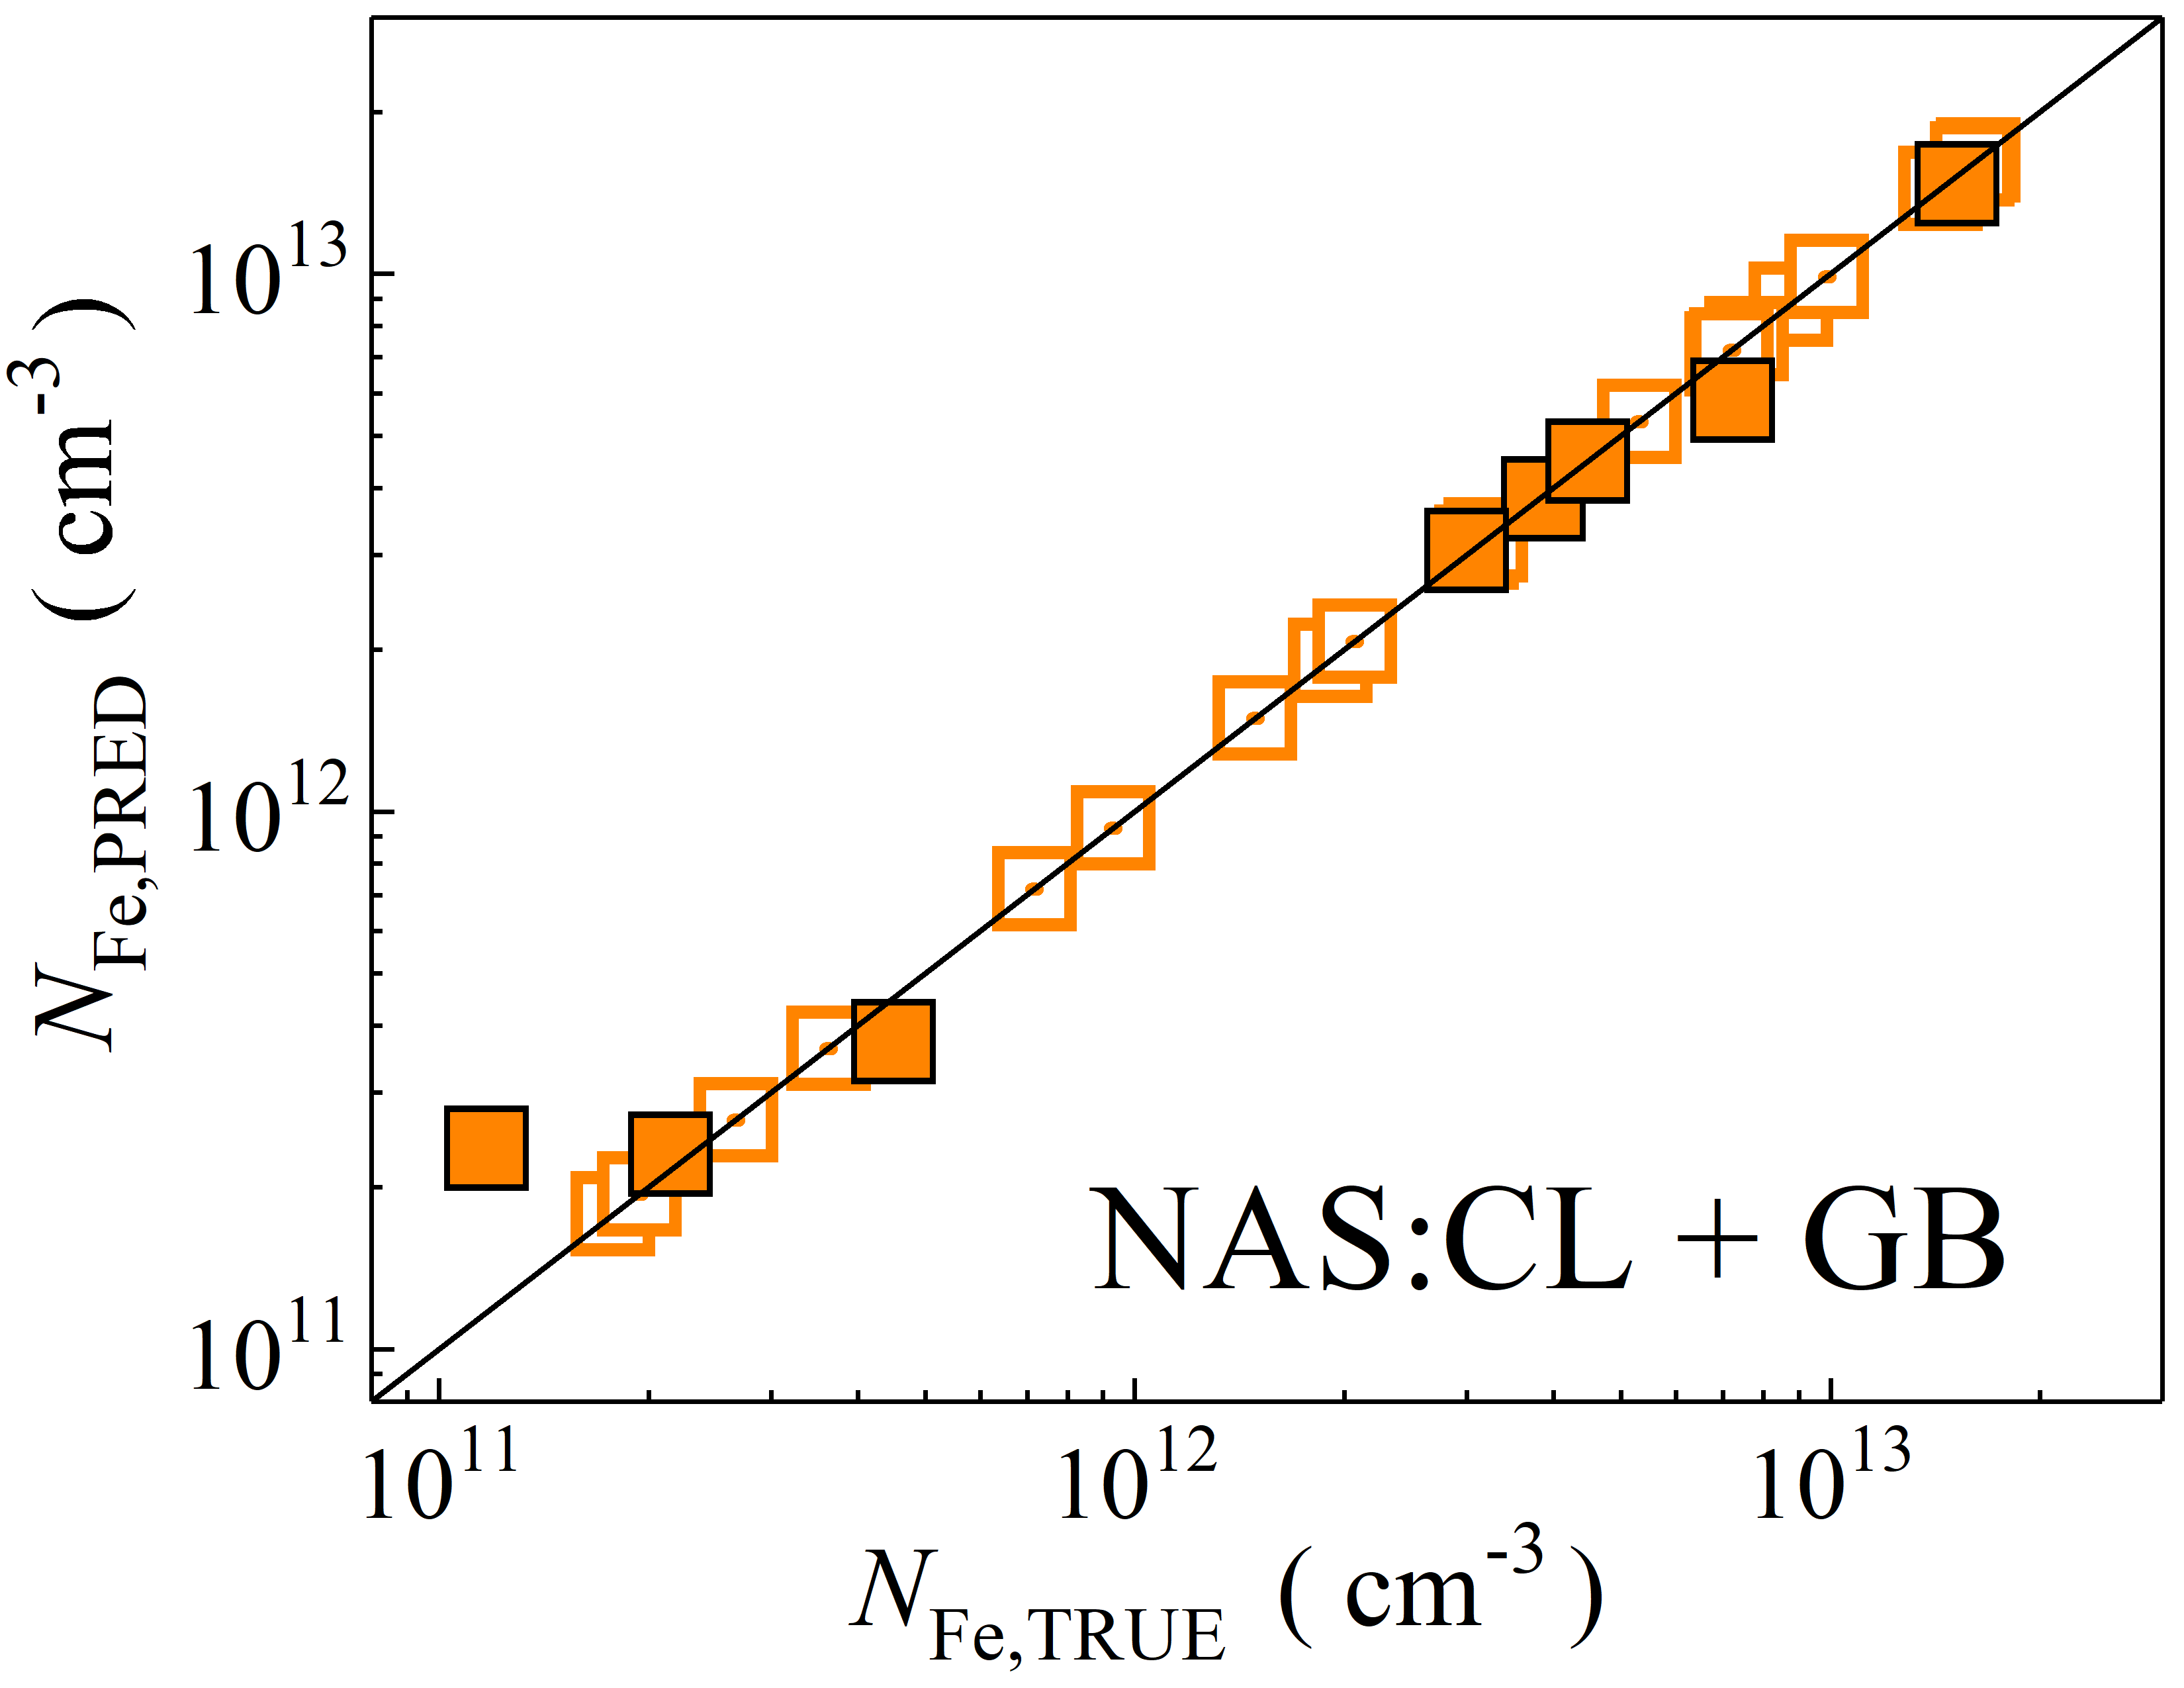 N_Fe,PRED ( cm^-3 )
10^13
10^12
10^11
NAS:CL + GB
10^11 10^12 10^13
N_Fe,TRUE ( cm^-3 )